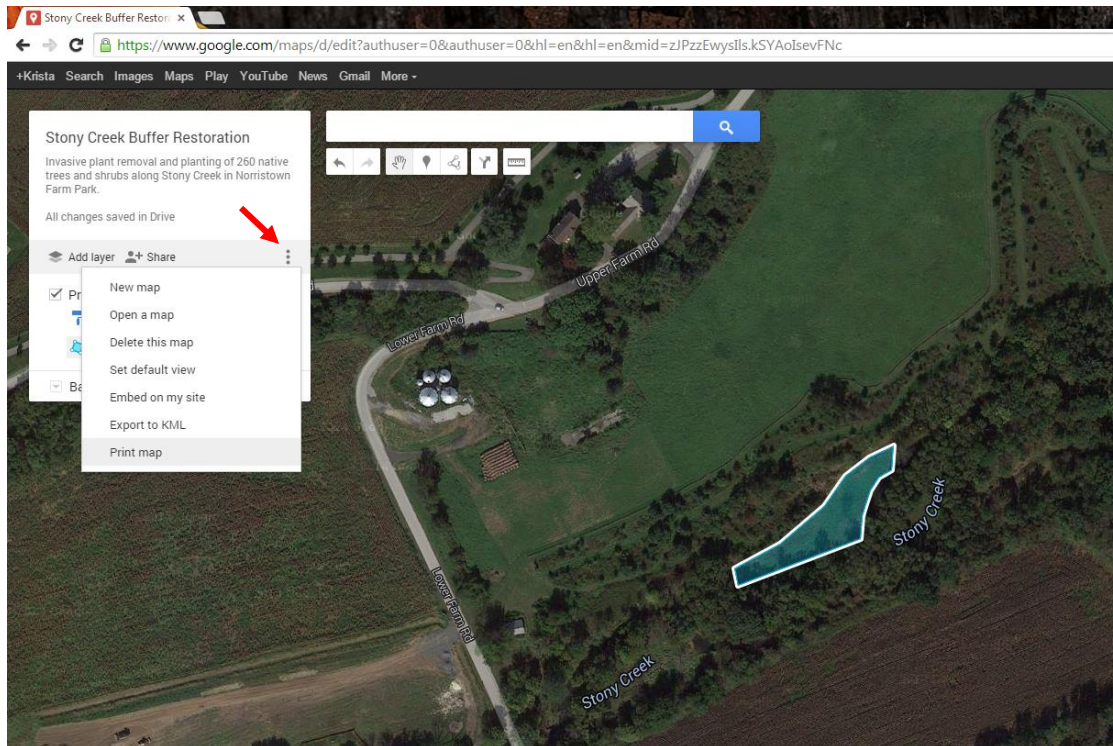 Stony Creek Buffer Restor
https://www.google.com/maps/d/edit?authuser=0&authuser=0&hl=en&hl=en&mid=zJPzzEwysIls.kSYAoIsevFNc
+Krista Search Images Maps Play YouTube News Gmail More
Stony Creek Buffer Restoration
Invasive plant removal and planting of 260 native
trees and shrubs along Stony Creek in Norristown
Farm Park.
All changes saved in Drive
Add layer Share
Pr
Ba
New map
Open a map
Delete this map
Set default view
Embed on my site
Export to KML
Print map
Upper Farm Rd
Lower Farm Rd
Stony Creek
Lower Farm Rd
Stony Creek